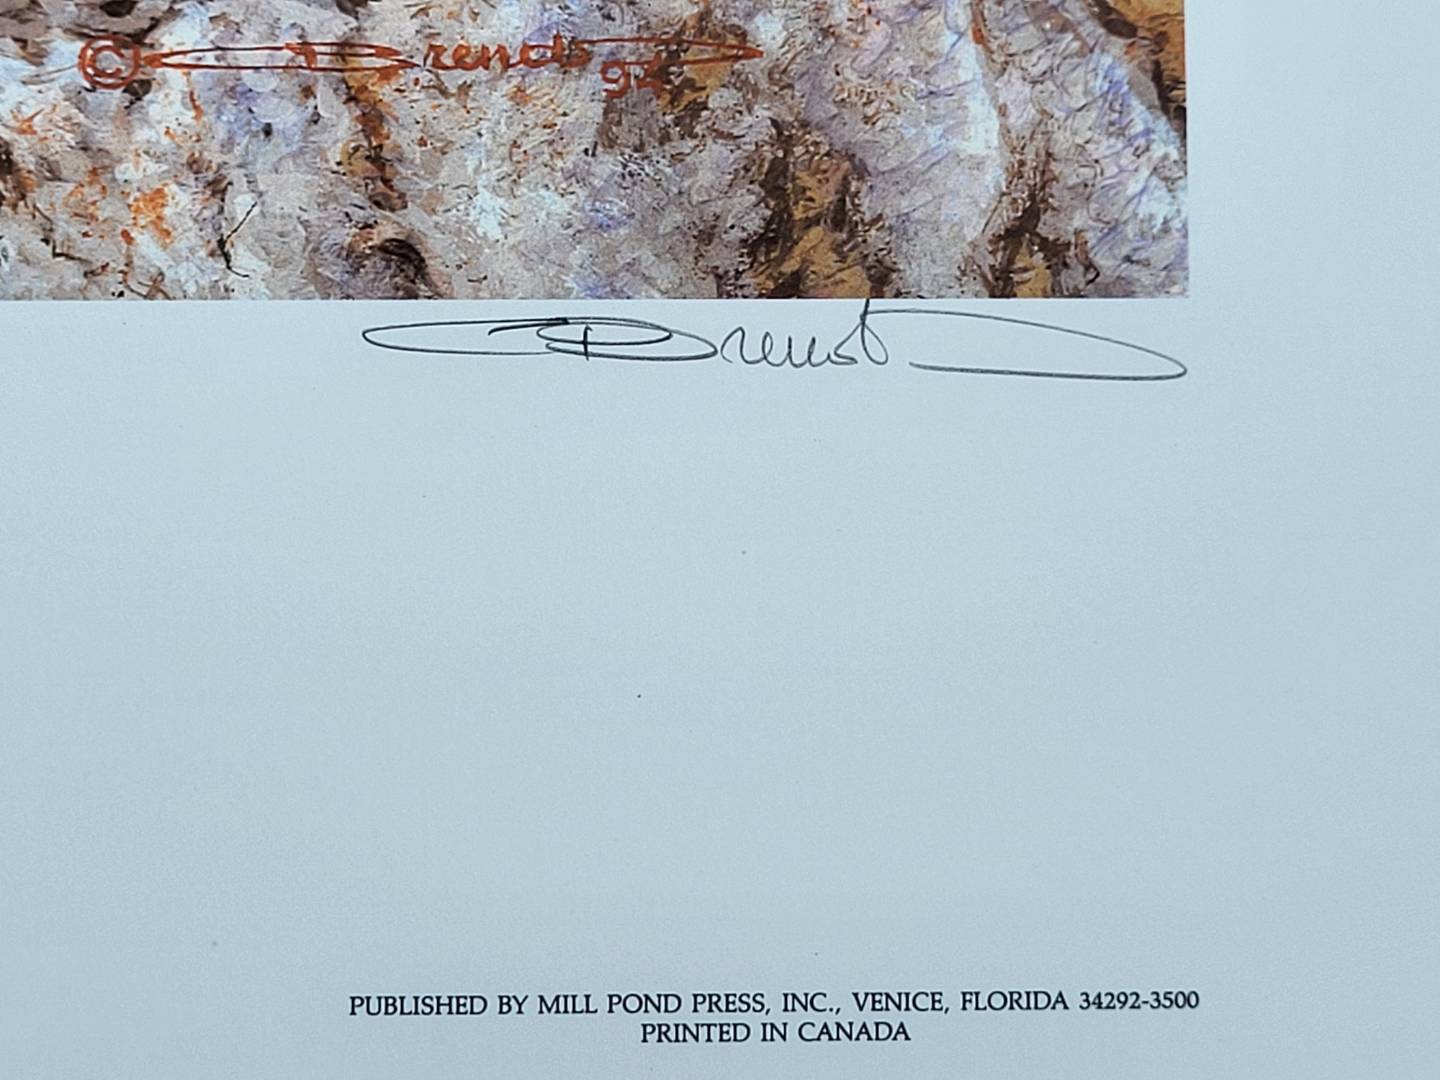 ©
PUBLISHED BY MILL POND PRESS, INC., VENICE, FLORIDA 34292-3500
PRINTED IN CANADA